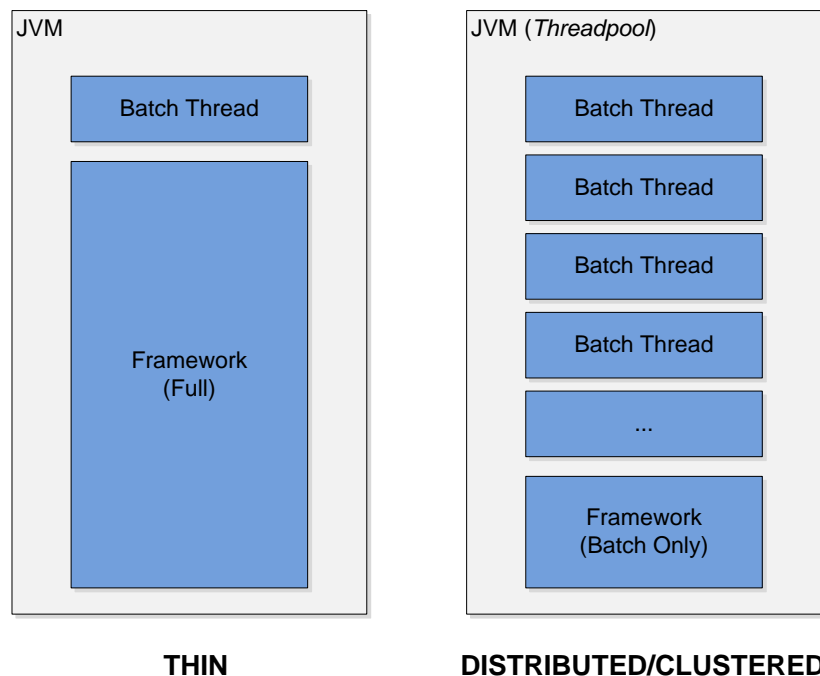 JVM
Batch Thread
Framework
(Full)
THIN
JVM (Threadpool)
Batch Thread
Batch Thread
Batch Thread
Batch Thread
...
Framework
(Batch Only)
DISTRIBUTED/CLUSTERED